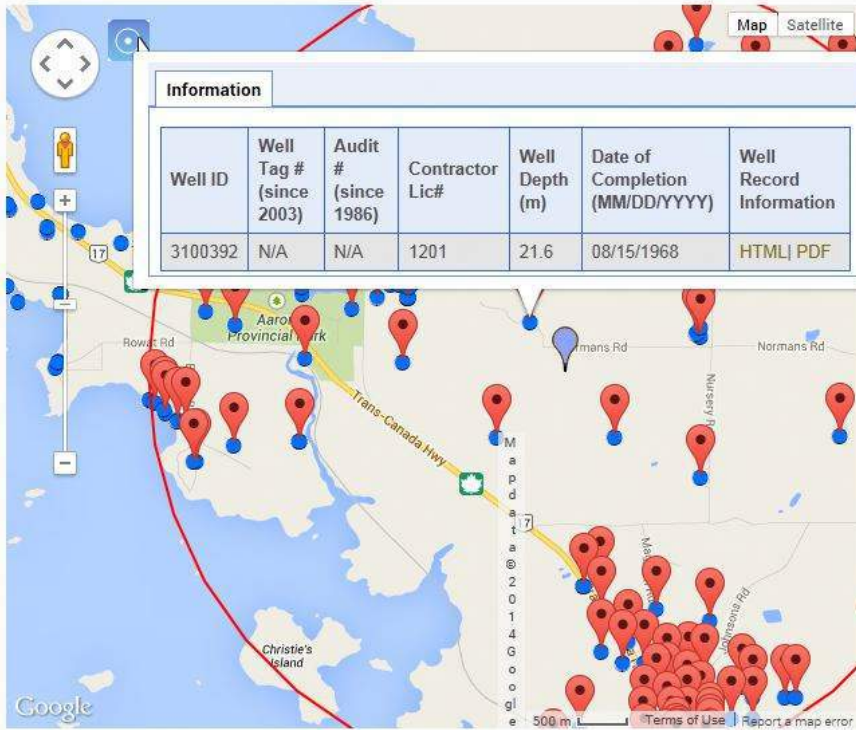 Map Satellite
Information
Well ID
Well Tag # (since 2003)
Audit # (since 1986)
Contractor Lic#
Well Depth (m)
Date of Completion (MM/DD/YYYY)
Well Record Information
3100392 N/A N/A 1201 21.6 08/15/1968 HTML| PDF
17
Aaron
Provincial Park
Rowat Rd
rmans Rd
Normans Rd
Nursery R
Trans-Canada Hwy
Map data ©2014 Google
17
Johnsons Rd
Christie's
Island
Google
500 m
Terms of Use
Report a map error